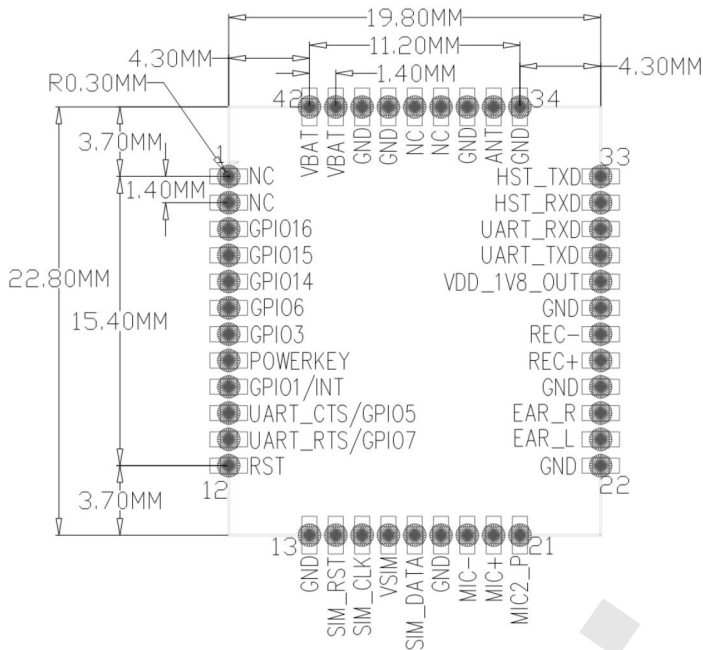 19.80MM
11.20MM
4.30MM
1.40MM
4.30MM
R0.30MM
42
34
VBAT
VBAT
GND
GND
NC
NC
GND
ANT
GND
3.70MM
1
33
NC
HST_TXD
1.40MM
NC
HST_RXD
GPIO16
UART_RXD
GPIO15
UART_TXD
22.80MM
GPIO14
VDD_1V8_OUT
GPIO6
GND
15.40MM
GPIO3
REC-
POWERKEY
REC+
GPIO1/INT
GND
UART_CTS/GPIO5
EAR_R
UART_RTS/GPIO7
EAR_L
RST
GND
12
22
3.70MM
13
21
GND
SIM_RST
SIM_CLK
VSIM
SIM_DATA
GND
MIC-
MIC+
MIC2_P